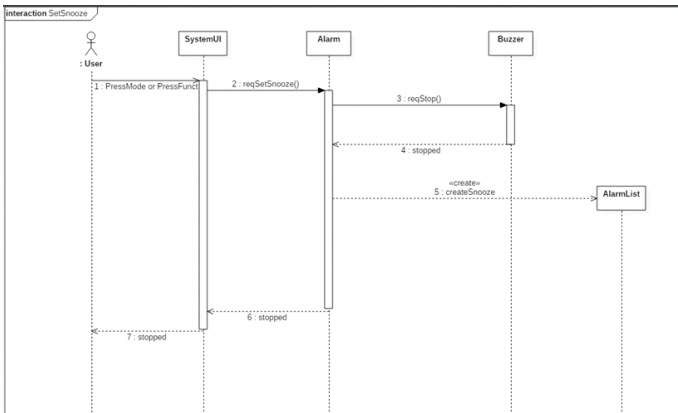 interaction SetSnooze
SystemUI
Alarm
Buzzer
: User
1 : PressMode or PressFunct
2 : reqSetSnooze()
3 : reqStop()
4 : stopped
«create»
5 : createSnooze
AlarmList
6 : stopped
7 : stopped